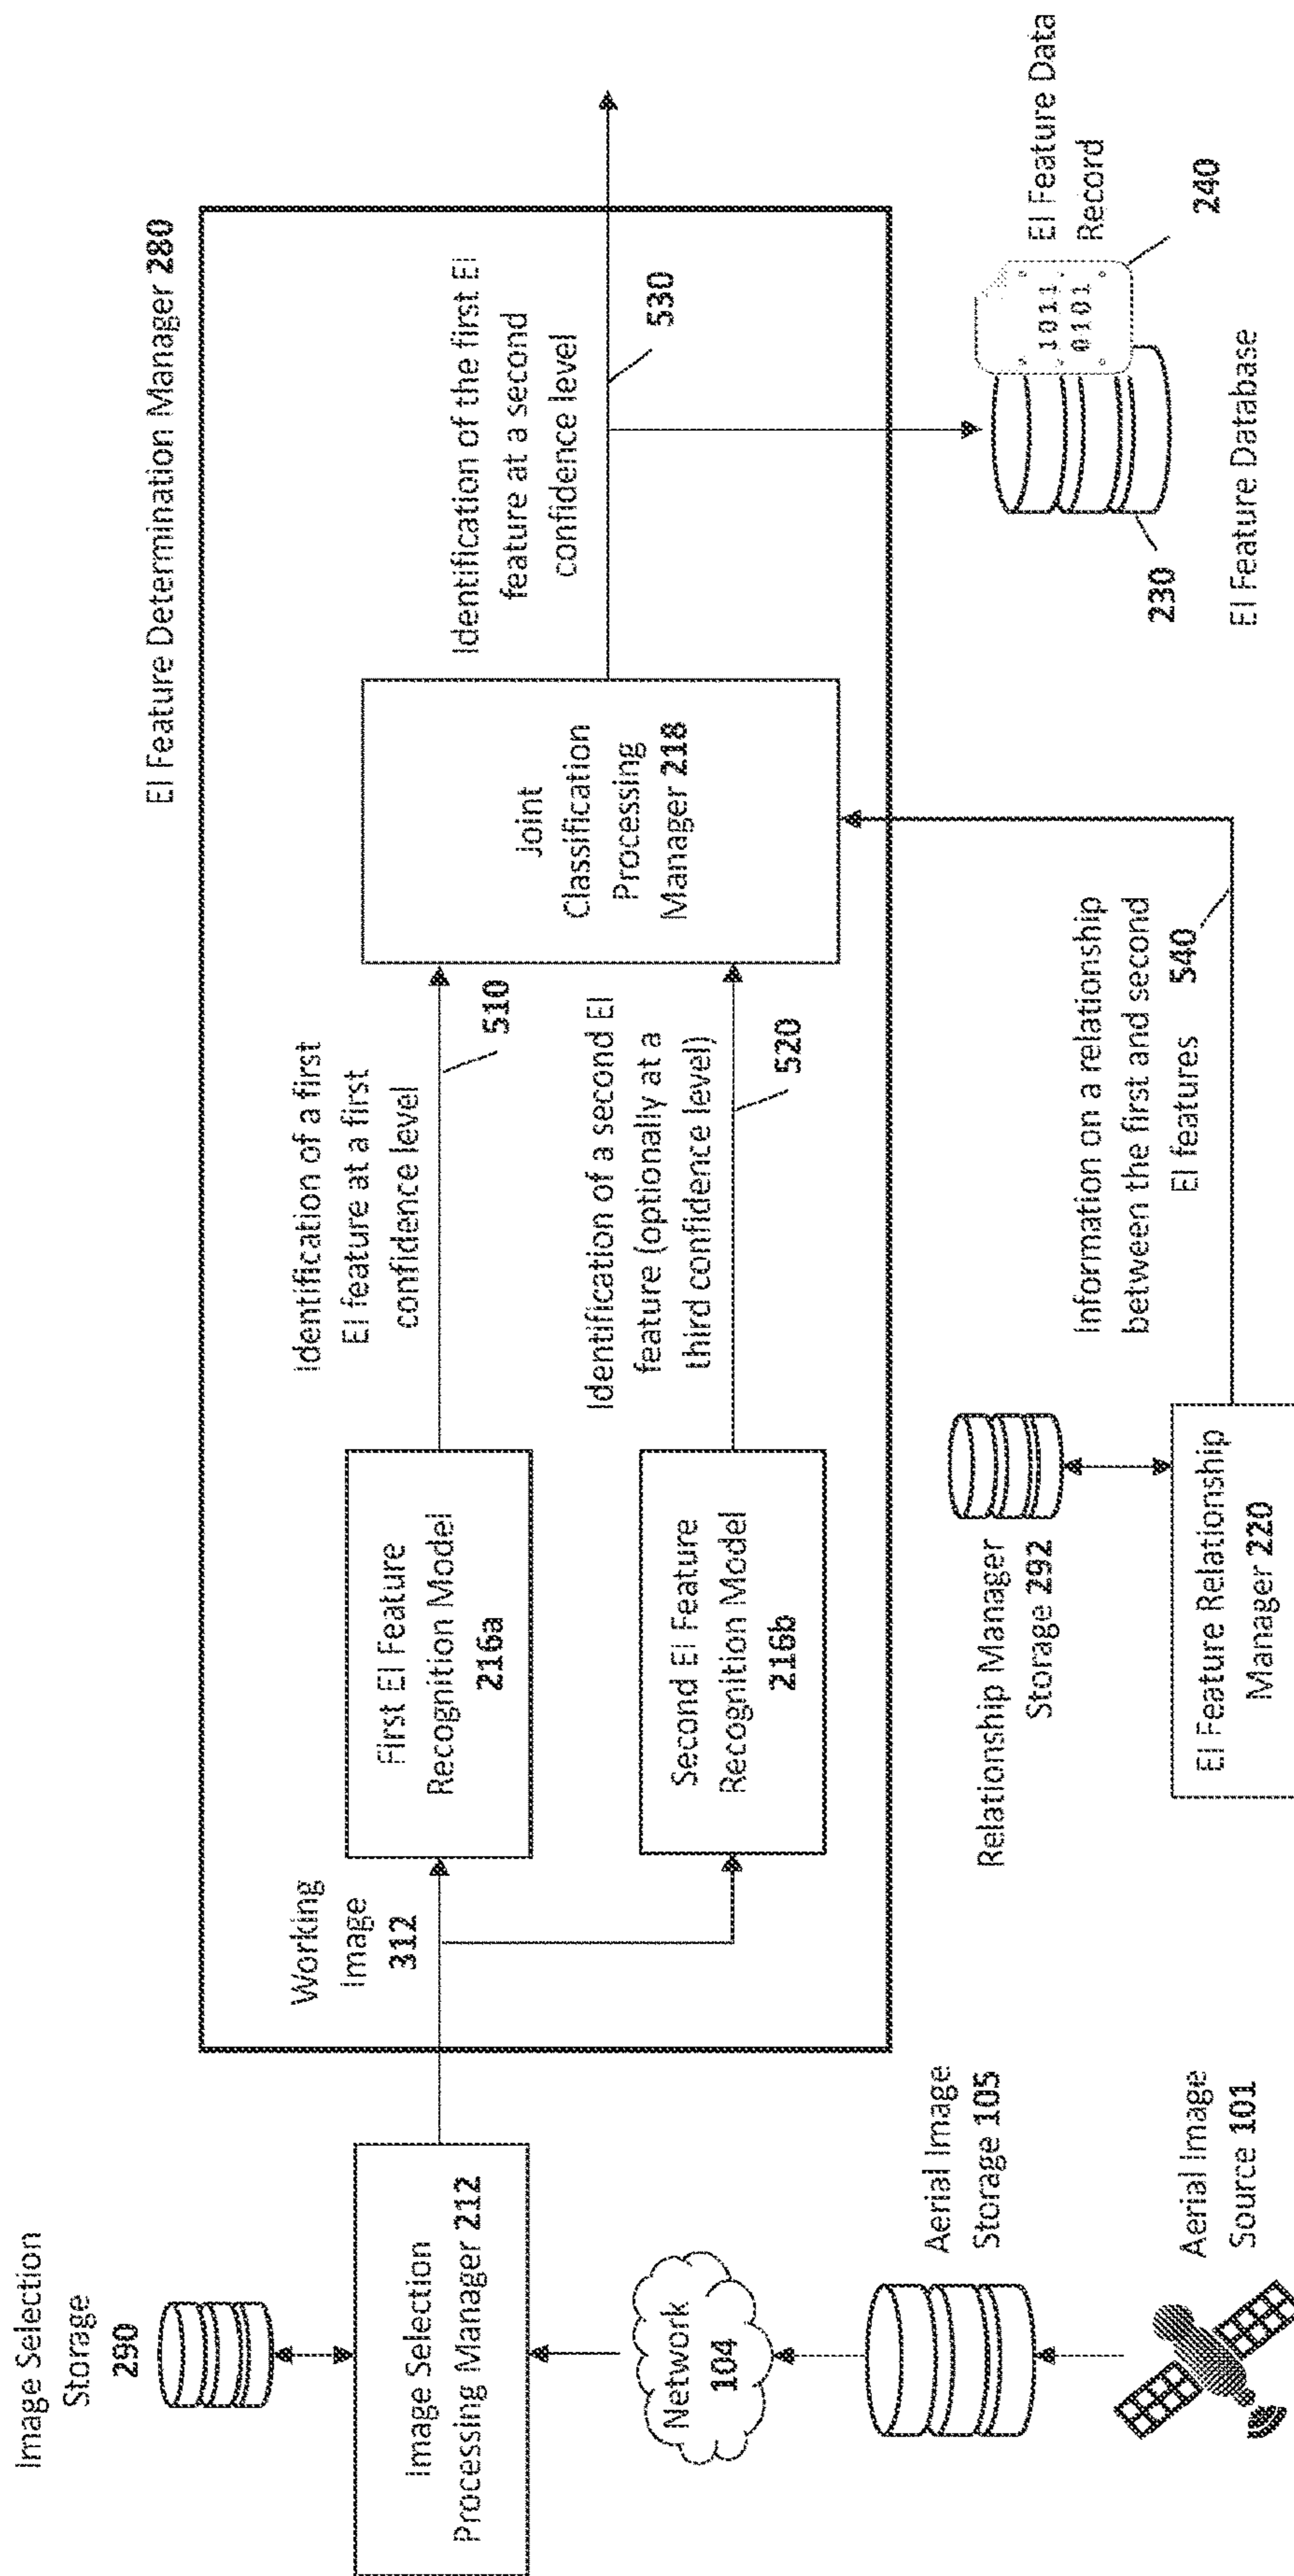 EI Feature Determination Manager 280
Image Selection
Storage
290
Image Selection
Processing Manager 212
Network
104
Aerial Image
Storage 105
Aerial Image
Source 101
Working
Image
312
First EI Feature
Recognition Model
216a
Second EI Feature
Recognition Model
216b
Identification of a first
EI feature at a first
confidence level
510
Identification of a second EI
feature (optionally at a
third confidence level)
520
Joint
Classification
Processing
Manager 218
Identification of the first EI
feature at a second
confidence level
530
Relationship Manager
Storage 292
EI Feature Relationship
Manager 220
Information on a relationship
between the first and second
EI features 540
230
EI Feature Database
1011
0101
EI Feature Data
Record
240